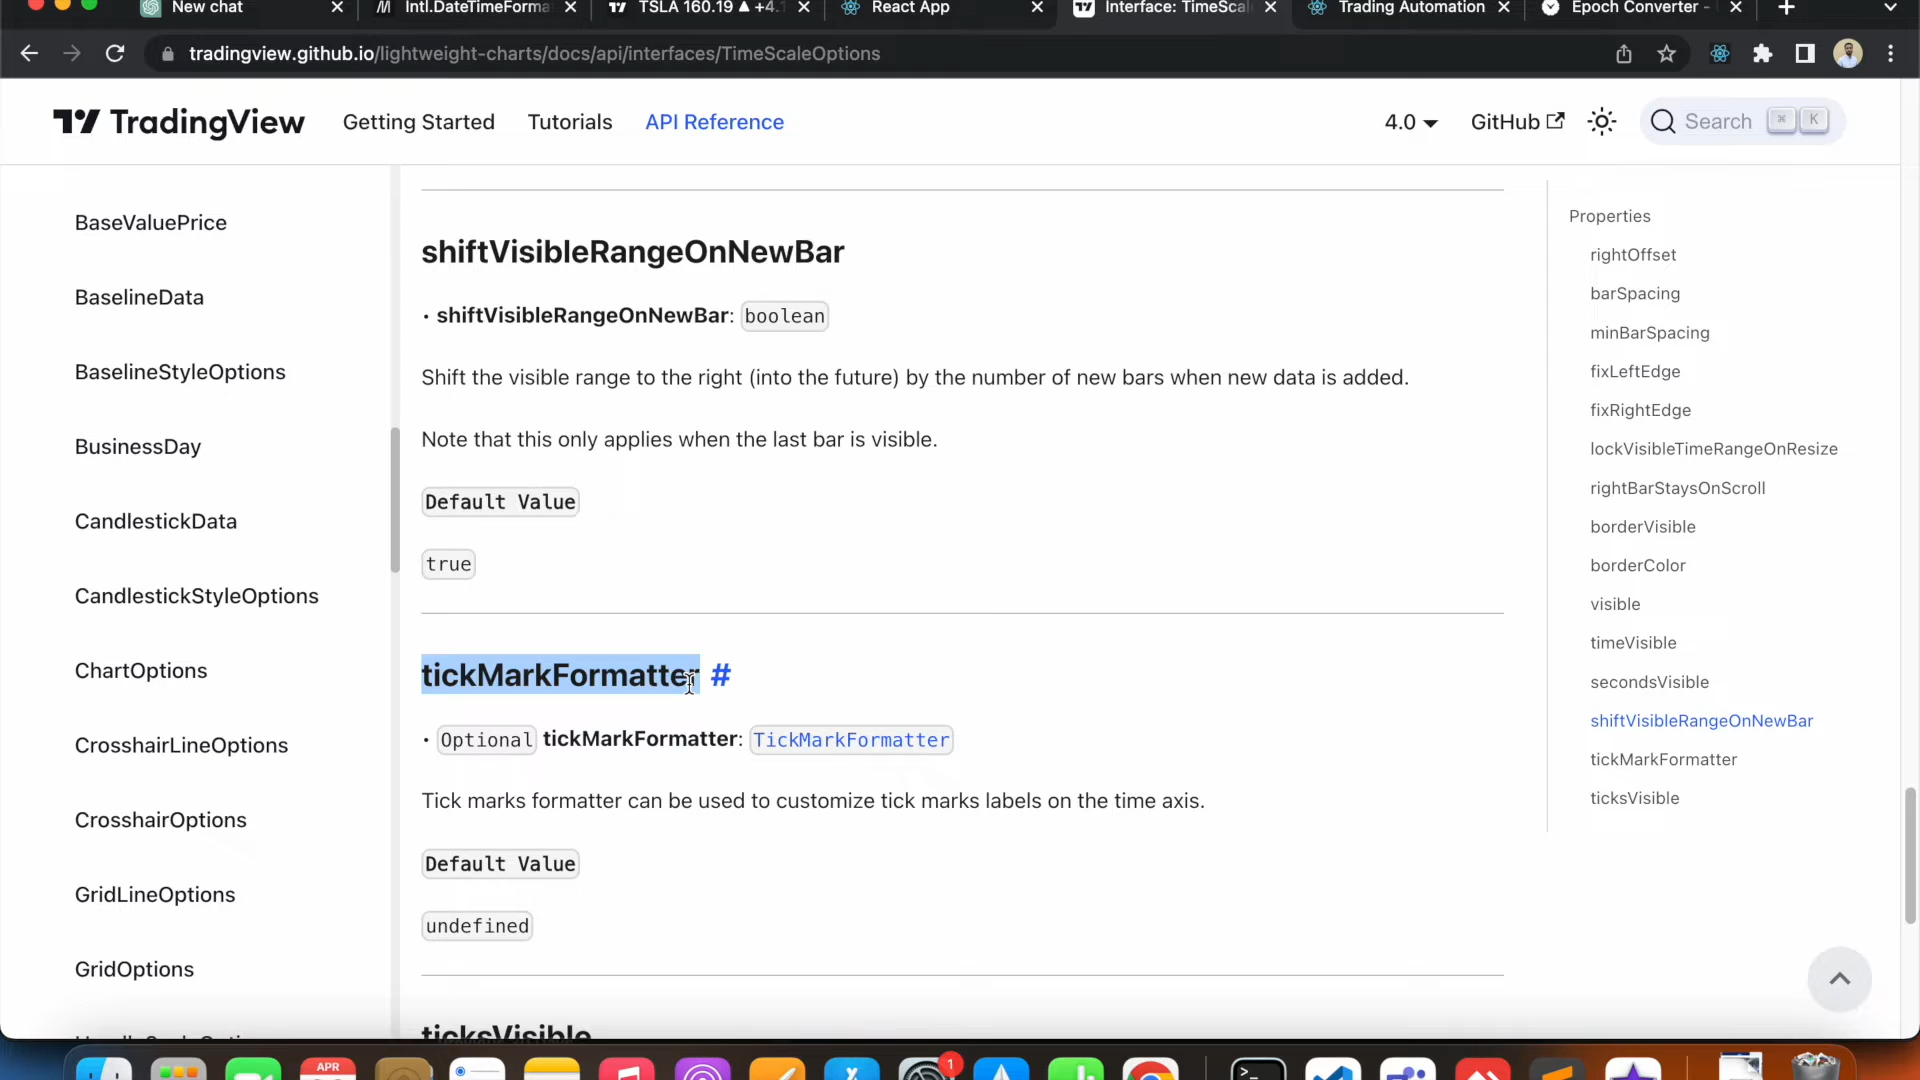 New chat
Intl.DateTimeForma
TSLA 160.19 ▲ +4.
React App
Interface: TimeScal
Trading Automation
Epoch Converter -
tradingview.github.io/lightweight-charts/docs/api/interfaces/TimeScaleOptions
TradingView
Getting Started
Tutorials
API Reference
4.0
GitHub
Search ⌘ K
BaseValuePrice
BaselineData
BaselineStyleOptions
BusinessDay
CandlestickData
CandlestickStyleOptions
ChartOptions
CrosshairLineOptions
CrosshairOptions
GridLineOptions
GridOptions
shiftVisibleRangeOnNewBar
• shiftVisibleRangeOnNewBar: boolean
Shift the visible range to the right (into the future) by the number of new bars when new data is added.
Note that this only applies when the last bar is visible.
Default Value
true
tickMarkFormatter #
• Optional tickMarkFormatter: TickMarkFormatter
Tick marks formatter can be used to customize tick marks labels on the time axis.
Default Value
undefined
ticksVisible
Properties
rightOffset
barSpacing
minBarSpacing
fixLeftEdge
fixRightEdge
lockVisibleTimeRangeOnResize
rightBarStaysOnScroll
borderVisible
borderColor
visible
timeVisible
secondsVisible
shiftVisibleRangeOnNewBar
tickMarkFormatter
ticksVisible
APR
1